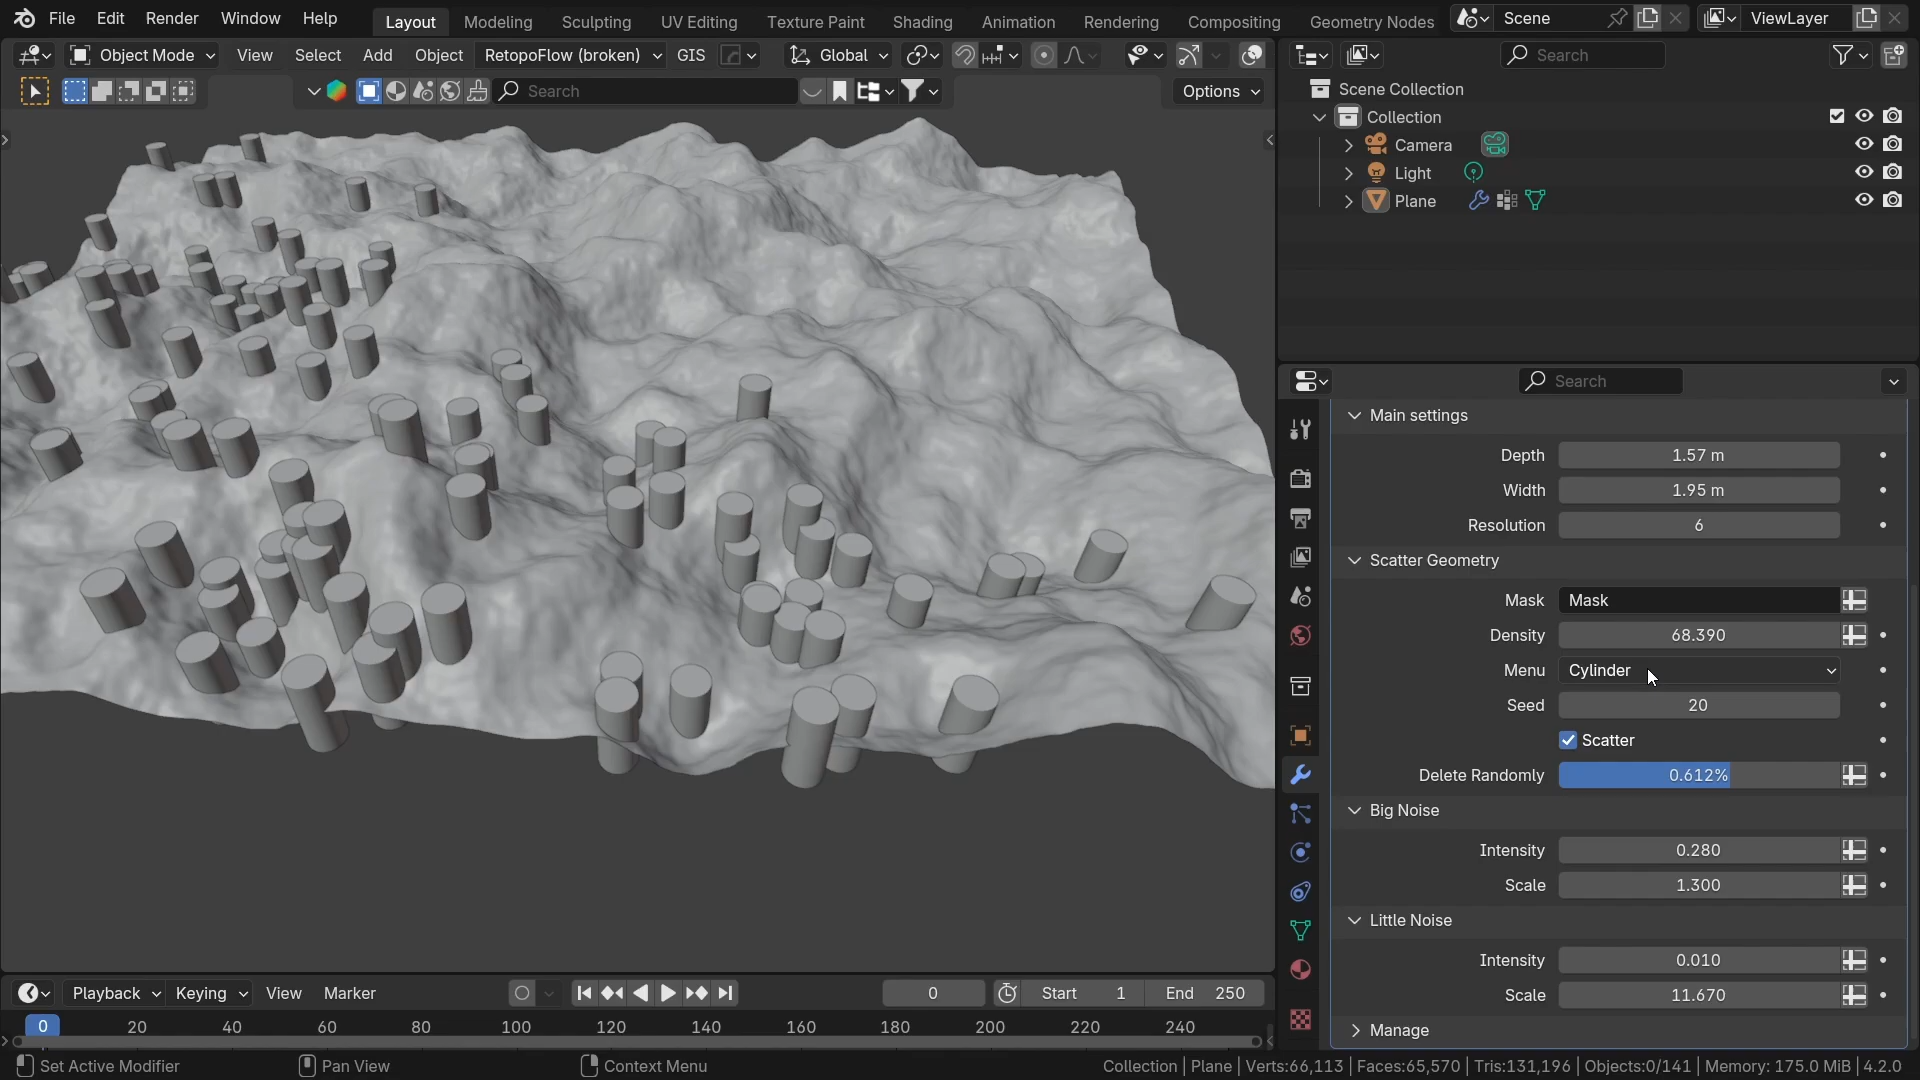 File Edit Render Window Help Layout Modeling Sculpting UV Editing Texture Paint Shading Animation Rendering Compositing Geometry Nodes Scene ViewLayer
Object Mode View Select Add Object RetopoFlow (broken) GIS Global
Search Options
Search
Scene Collection
Collection
Camera
Light
Plane
Search
Main settings
Depth 1.57 m
Width 1.95 m
Resolution 6
Scatter Geometry
Mask Mask
Density 68.390
Menu Cylinder
Seed 20
Scatter
Delete Randomly 0.612%
Big Noise
Intensity 0.280
Scale 1.300
Little Noise
Intensity 0.010
Scale 11.670
Manage
Playback Keying View Marker 0 Start 1 End 250
0 20 40 60 80 100 120 140 160 180 200 220 240
Set Active Modifier Pan View Context Menu Collection | Plane | Verts:66,113 | Faces:65,570 | Tris:131,196 | Objects:0/141 | Memory: 175.0 MiB | 4.2.0